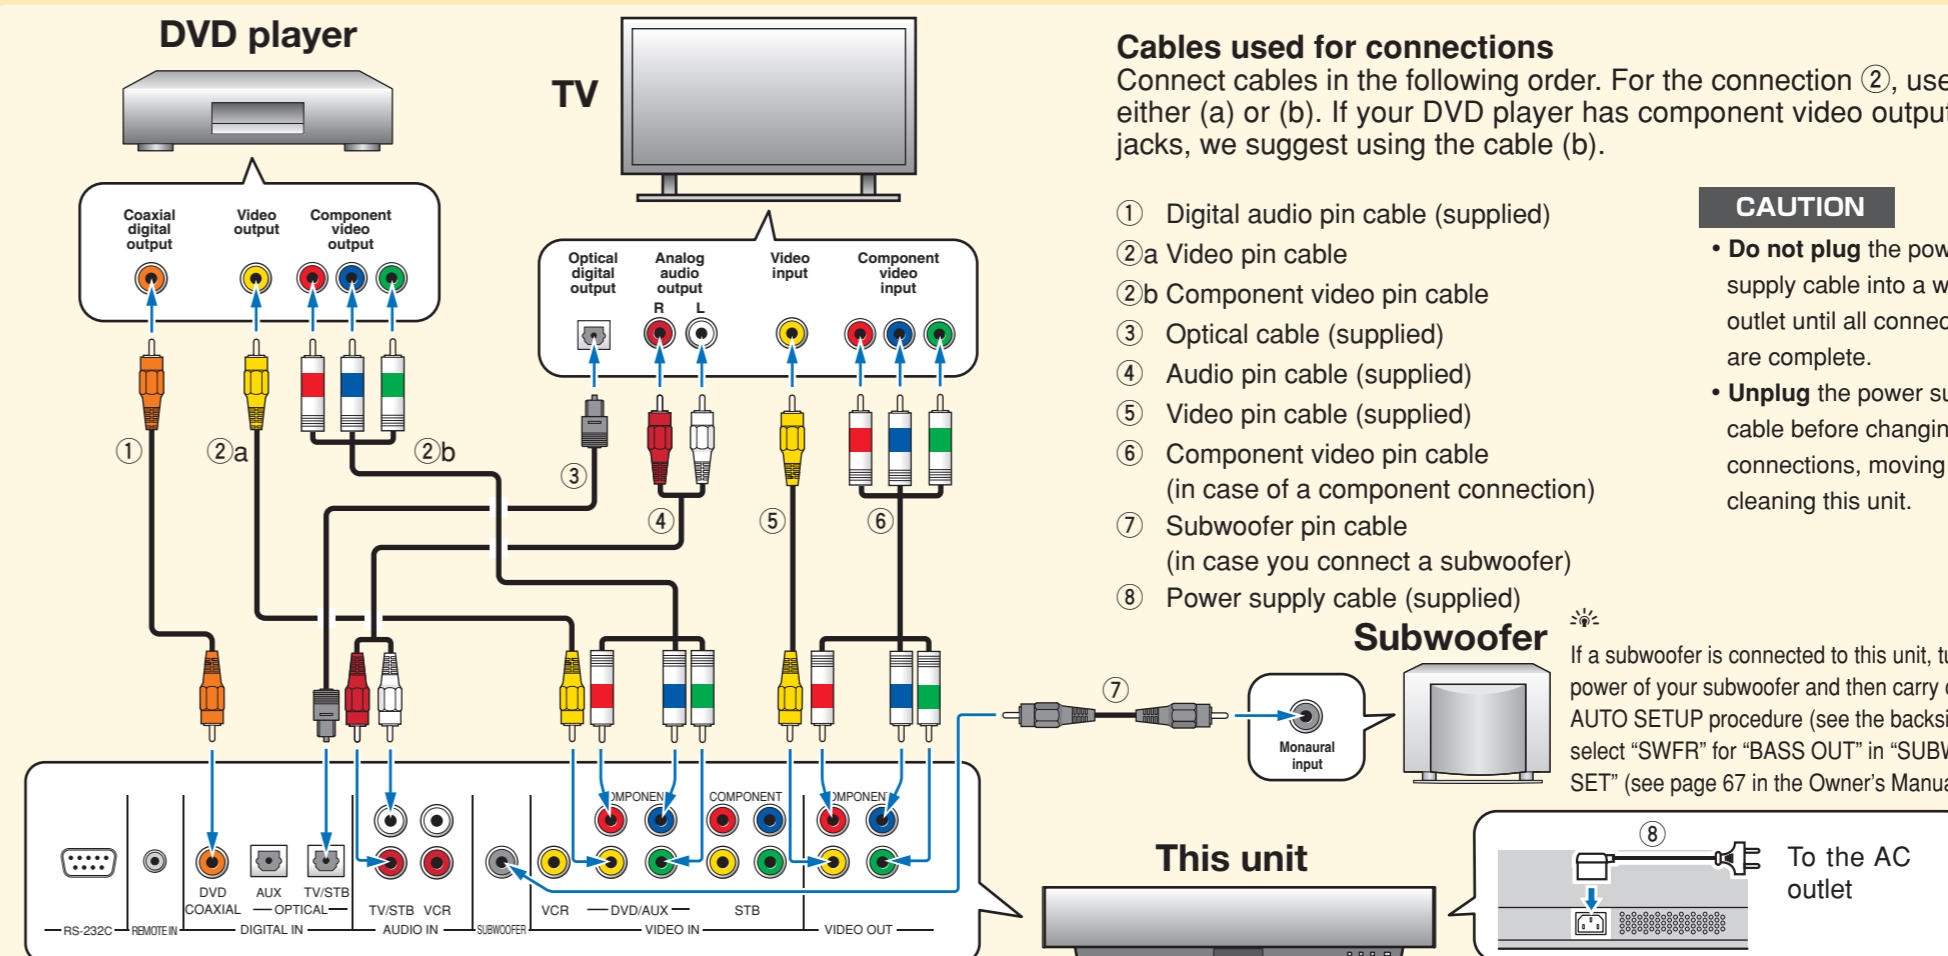 DVD player
TV
Coaxial digital output
Video output
Component video output
Optical digital output
Analog audio output
R L
Video input
Component video input
①
②a
②b
③
④
⑤
⑥
Cables used for connections
Connect cables in the following order. For the connection ②, use
either (a) or (b). If your DVD player has component video output
jacks, we suggest using the cable (b).
① Digital audio pin cable (supplied)
②a Video pin cable
②b Component video pin cable
③ Optical cable (supplied)
④ Audio pin cable (supplied)
⑤ Video pin cable (supplied)
⑥ Component video pin cable
(in case of a component connection)
⑦ Subwoofer pin cable
(in case you connect a subwoofer)
⑧ Power supply cable (supplied)
CAUTION
• Do not plug the
supply cable into a
outlet until all
are complete.
• Unplug the power
cable before
connections, moving
cleaning this unit.
Subwoofer
⑦
Monaural input
If a subwoofer is connected to this unit,
power of your subwoofer and then carry
AUTO SETUP procedure (see the
select “SWFR” for “BASS OUT” in
SET” (see page 67 in the Owner's
COMPONENT
DVD
COAXIAL
AUX TV/STB
OPTICAL
TV/STB VCR
VCR
DVD/AUX
STB
RS-232C
REMOTE IN
DIGITAL IN
AUDIO IN
SUBWOOFER
VIDEO IN
VIDEO OUT
This unit
⑧
To the AC
outlet